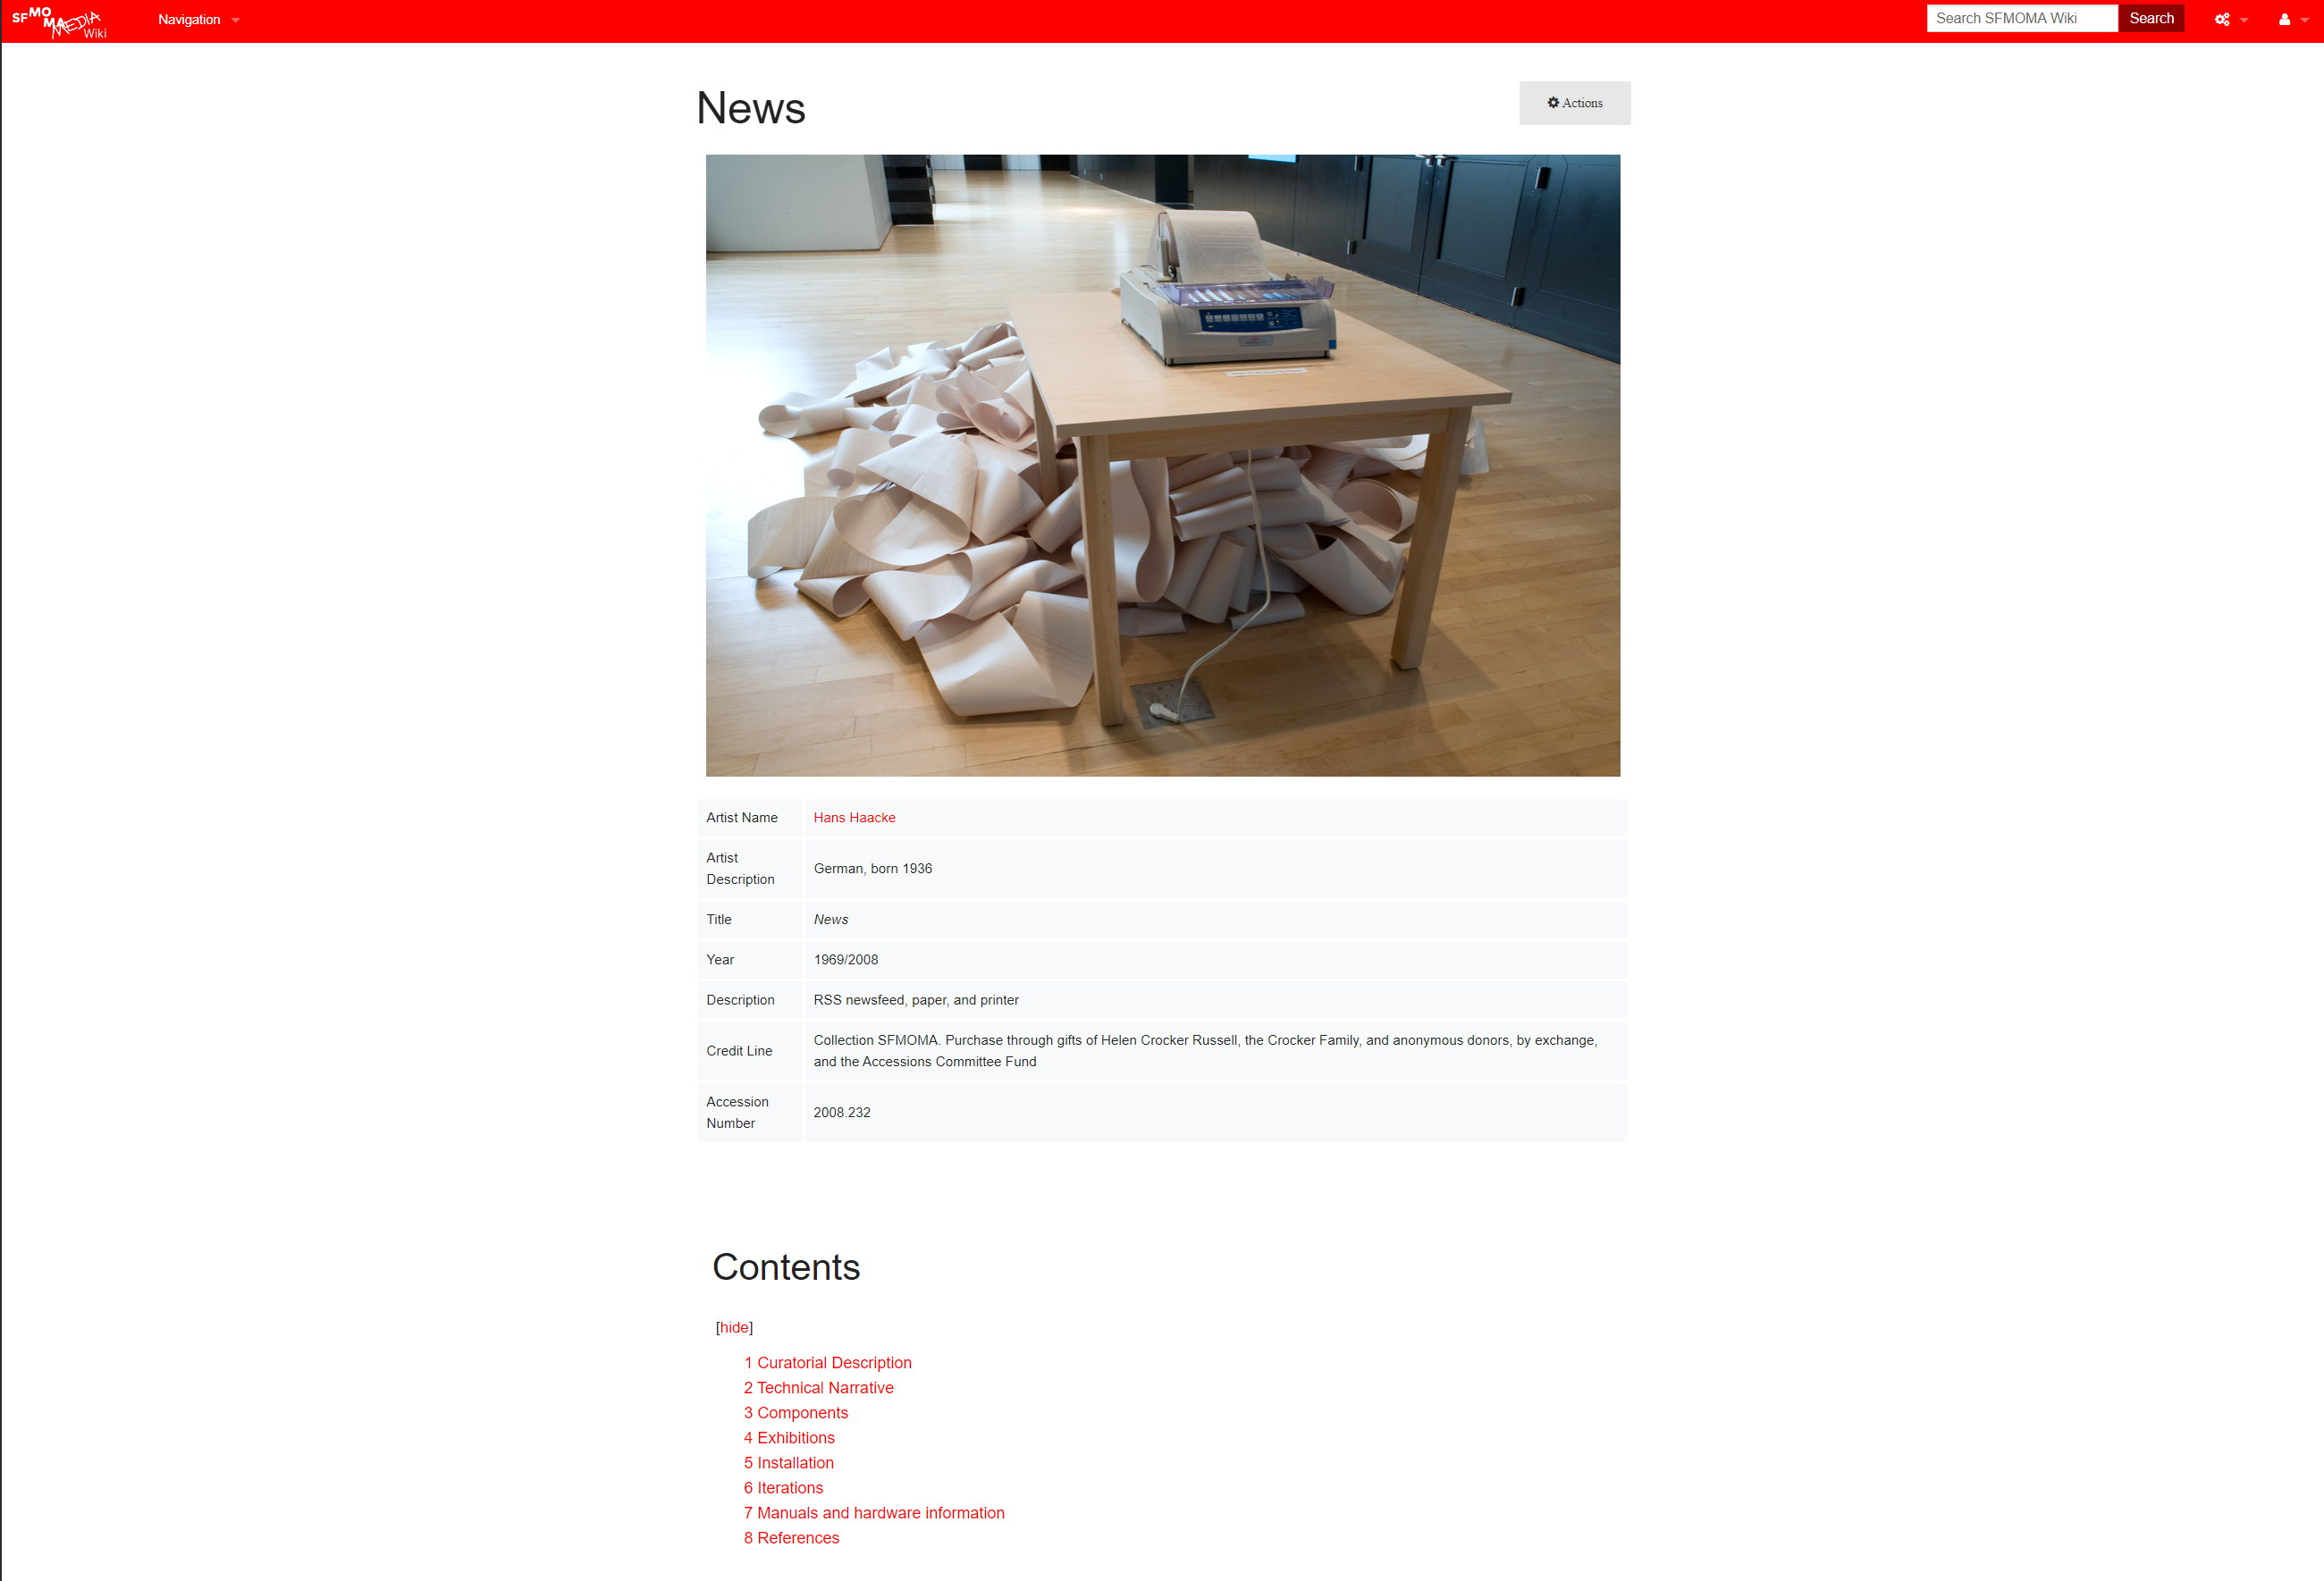 SFMOMA MEDIA Wiki
Navigation
Search SFMOMA Wiki
Search
News
Actions
Artist Name
Hans Haacke
Artist
Description
German, born 1936
Title
News
Year
1969/2008
Description
RSS newsfeed, paper, and printer
Credit Line
Collection SFMOMA. Purchase through gifts of Helen Crocker Russell, the Crocker Family, and anonymous donors, by exchange,
and the Accessions Committee Fund
Accession
Number
2008.232
Contents
[hide]
1 Curatorial Description
2 Technical Narrative
3 Components
4 Exhibitions
5 Installation
6 Iterations
7 Manuals and hardware information
8 References